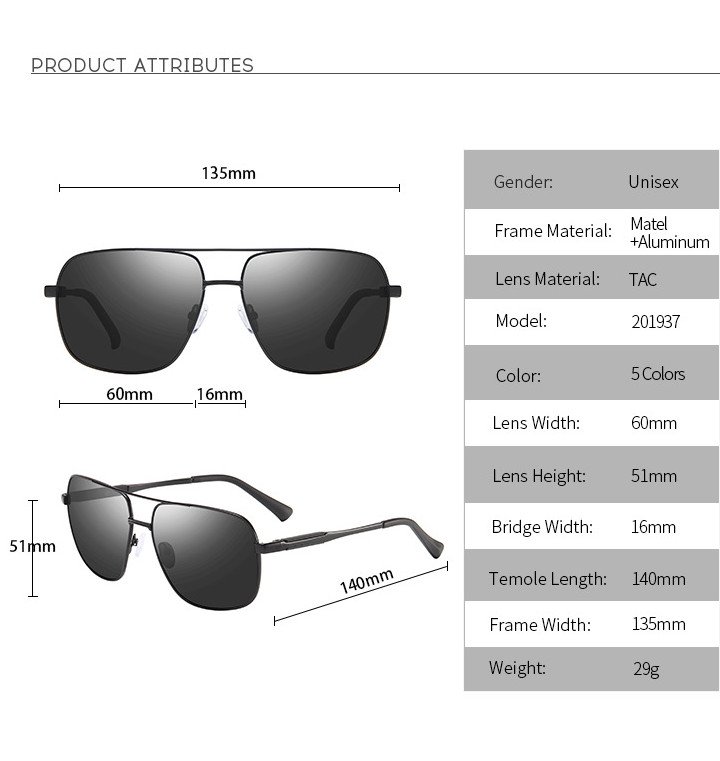 PRODUCT ATTRIBUTES
135mm
60mm 16mm
51mm
140mm
Gender: Unisex
Frame Material: Matel
+Aluminum
Lens Material: TAC
Model: 201937
Color: 5 Colors
Lens Width: 60mm
Lens Height: 51mm
Bridge Width: 16mm
Temole Length: 140mm
Frame Width: 135mm
Weight: 29g